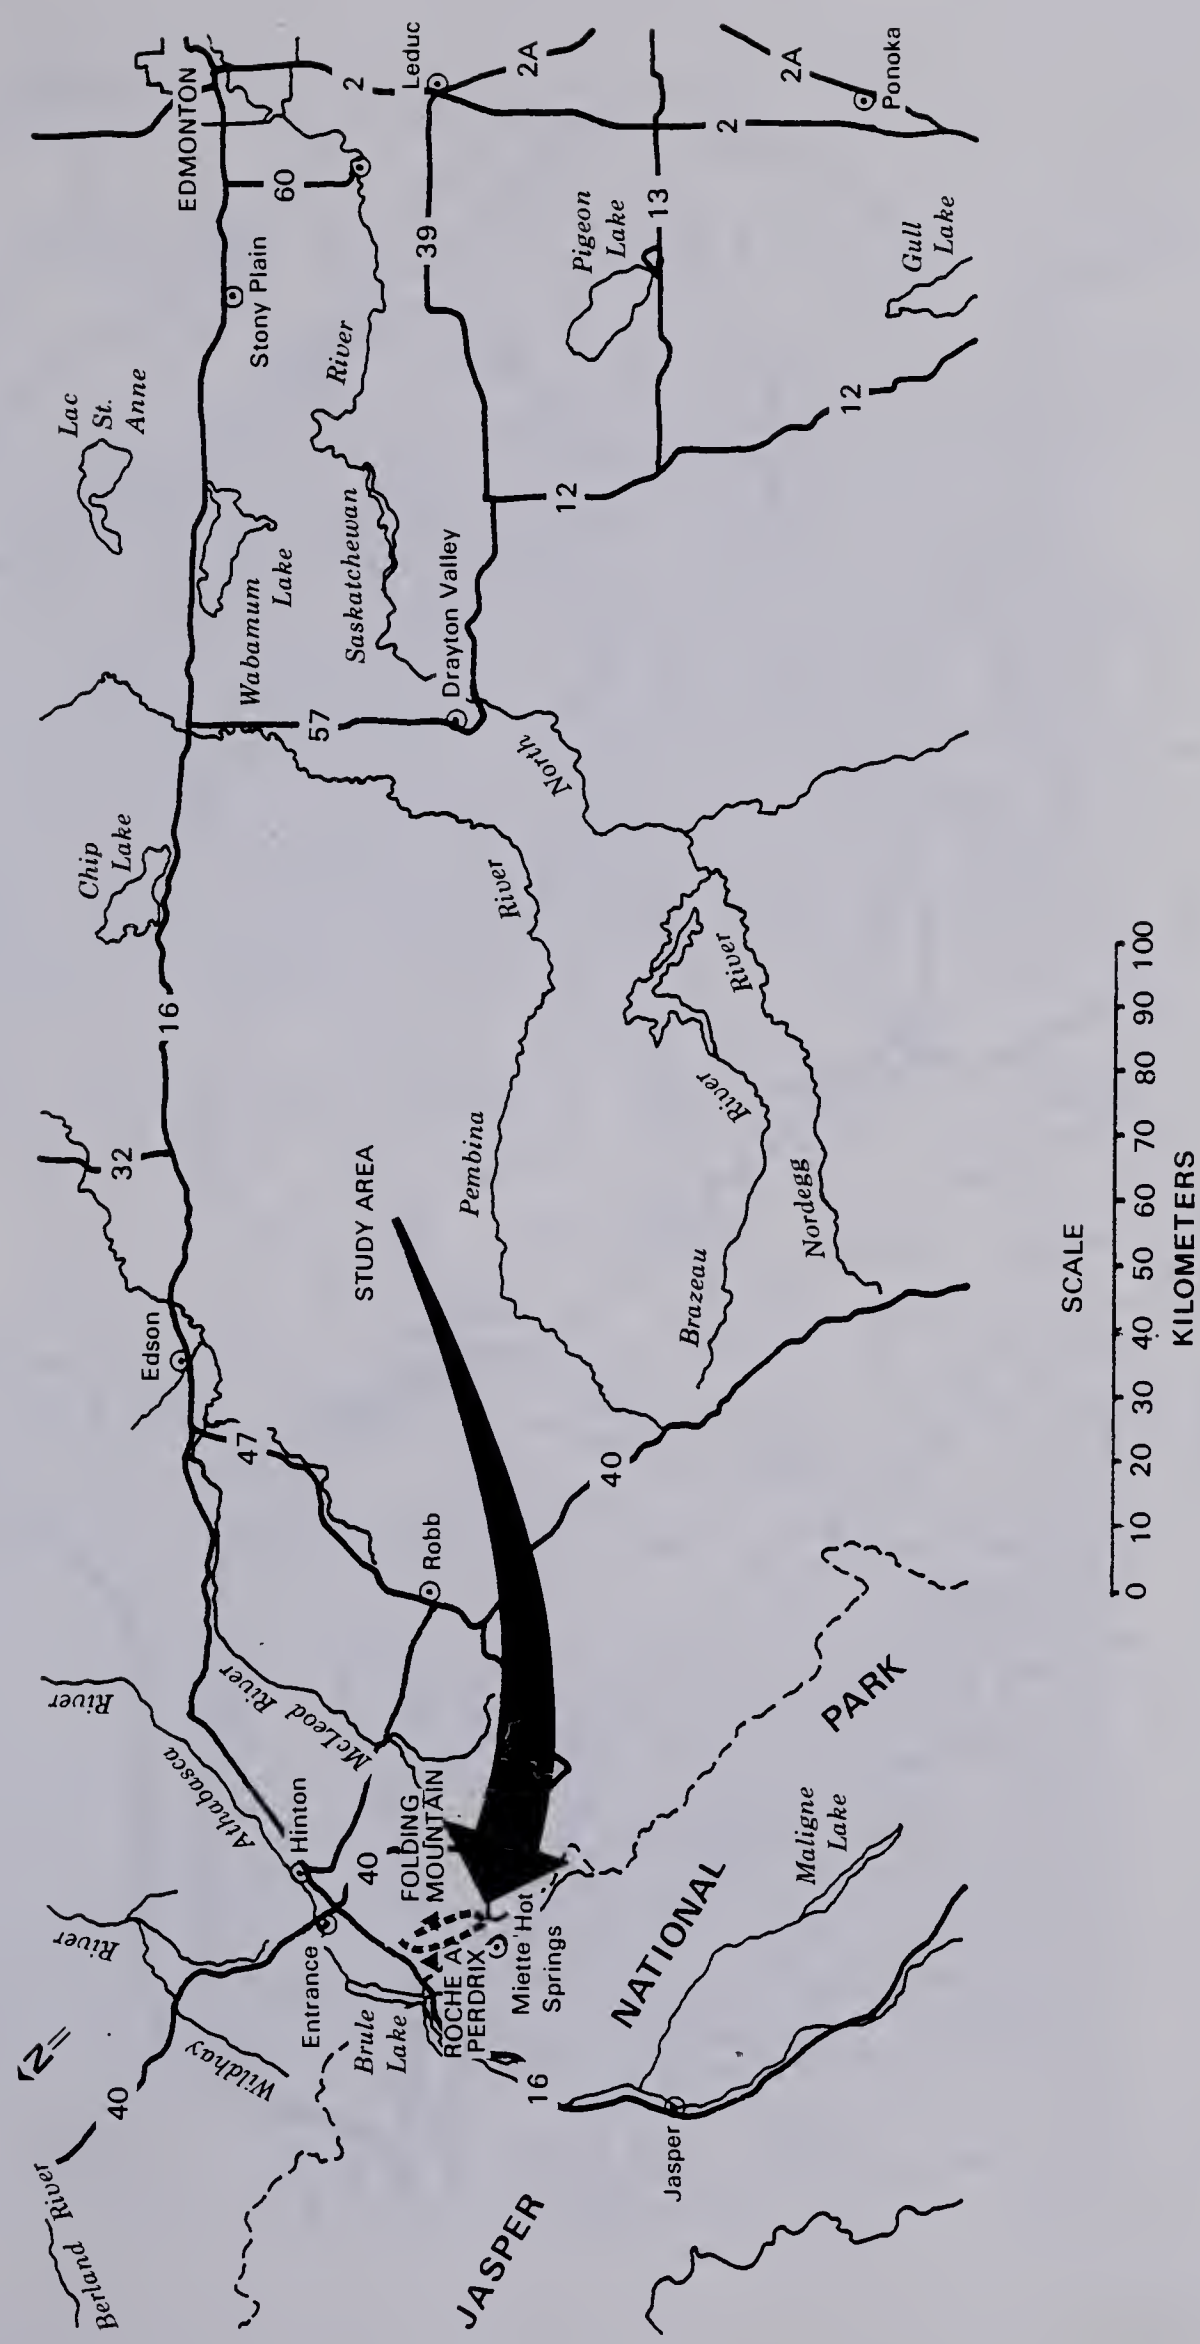 Berland River
40
Wildhay
River
N
Athabasca
River
Entrance
Hinton
Brule
Lake
40
McLeod River
FOLDING
MOUNTAIN
ROCHE A
PERDRIX
Miette Hot
Springs
16
JASPER
NATIONAL
PARK
Jasper
Maligne
Lake
Robb
47
Edson
32
16
STUDY AREA
40
Pembina
River
Brazeau
River
Nordegg
River
Chip
Lake
57
Wabamum
Lake
Lac
St.
Anne
Drayton Valley
North
Saskatchewan
River
Stony Plain
EDMONTON
60
2
Leduc
39
2A
12
Pigeon
Lake
13
2
2A
Ponoka
12
Gull
Lake
SCALE
0 10 20 30 40 50 60 70 80 90 100
KILOMETERS